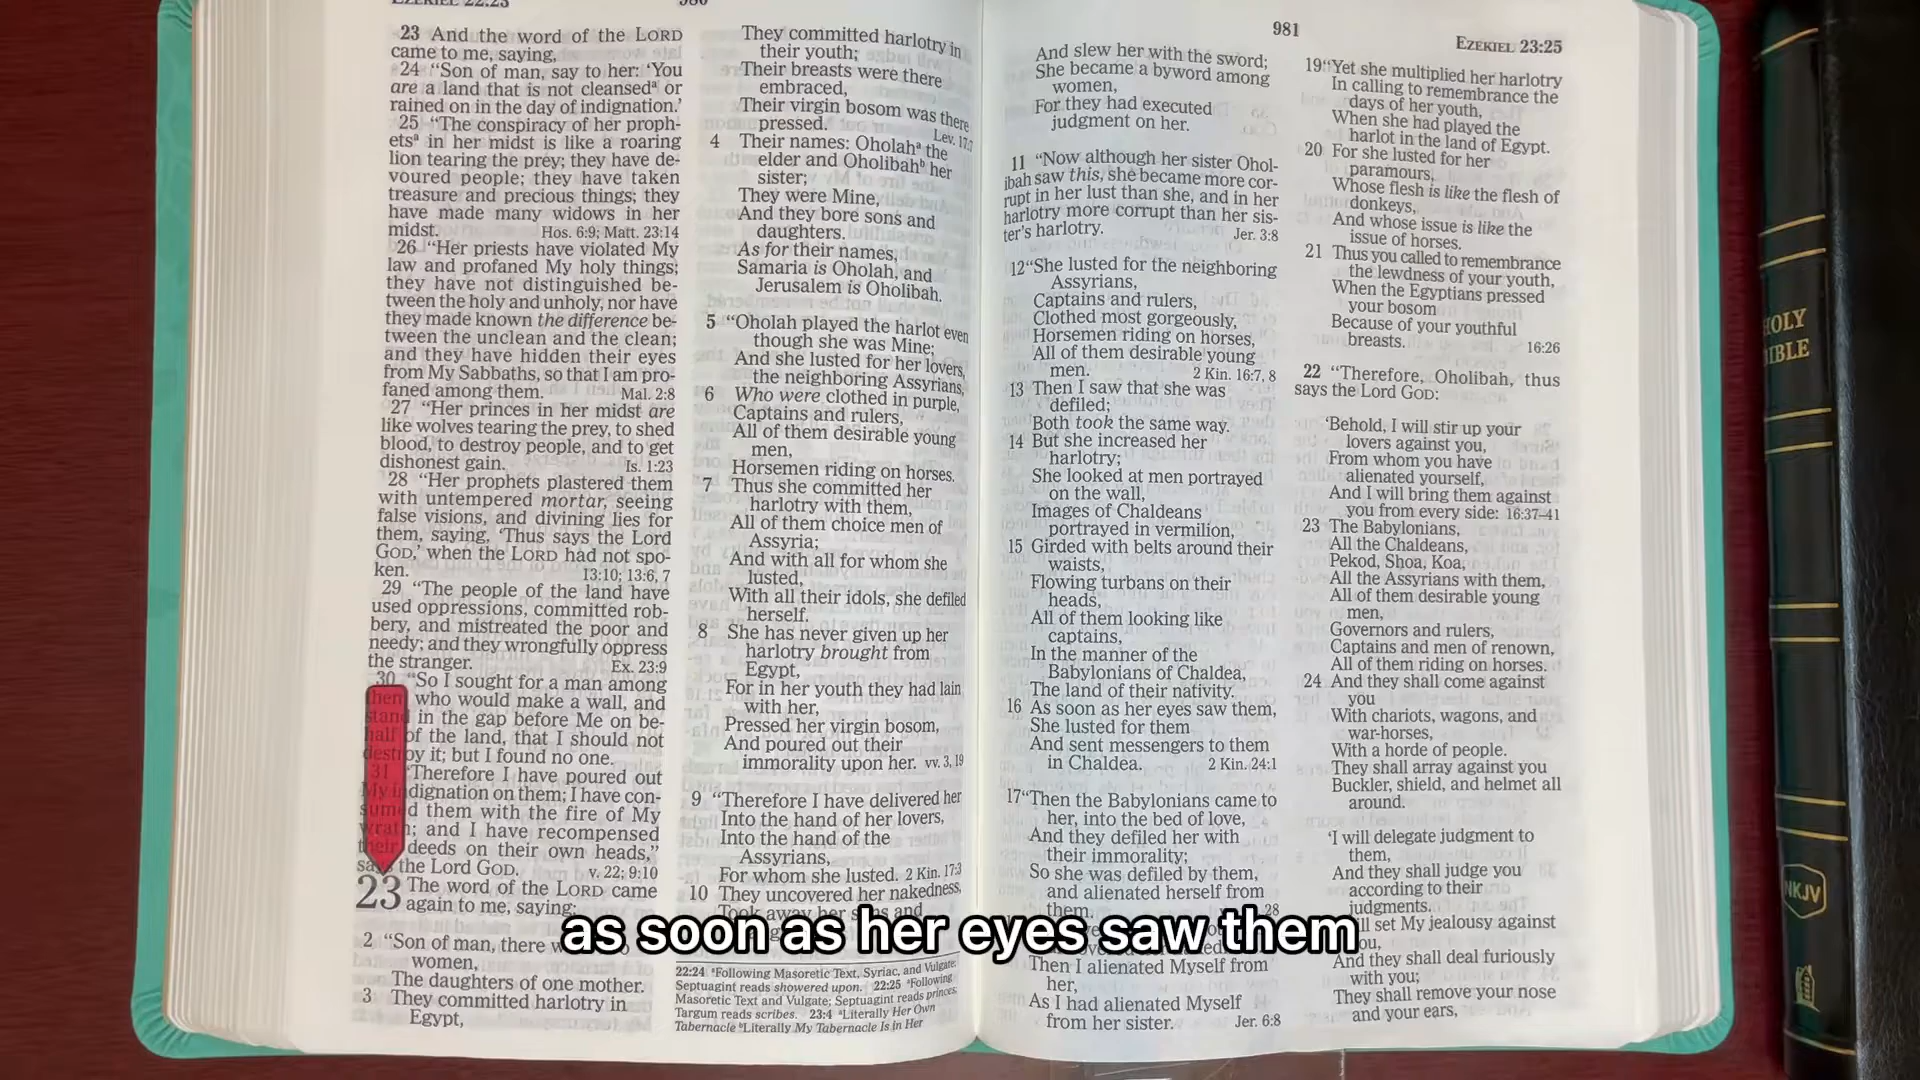 EZEKIEL 22:23
980
23 And the word of the LORD
came to me, saying,
24 “Son of man, say to her: ‘You
are a land that is not cleansedª or
rained on in the day of indignation.’
25 “The conspiracy of her proph-
etsª in her midst is like a roaring
lion tearing the prey; they have de-
voured people; they have taken
treasure and precious things; they
have made many widows in her
midst. Hos. 6:9; Matt. 23:14
26 “Her priests have violated My
law and profaned My holy things;
they have not distinguished be-
tween the holy and unholy, nor have
they made known the difference be-
tween the unclean and the clean;
and they have hidden their eyes
from My Sabbaths, so that I am pro-
faned among them. Mal. 2:8
27 “Her princes in her midst are
like wolves tearing the prey, to shed
blood, to destroy people, and to get
dishonest gain. Is. 1:23
28 “Her prophets plastered them
with untempered mortar, seeing
false visions, and divining lies for
them, saying, ‘Thus says the Lord
GOD,’ when the LORD had not spo-
ken. 13:10; 13:6, 7
29 “The people of the land have
used oppressions, committed rob-
bery, and mistreated the poor and
needy; and they wrongfully oppress
the stranger. Ex. 23:9
30 “So I sought for a man among
them who would make a wall, and
stand in the gap before Me on be-
half of the land, that I should not
destroy it; but I found no one.
31 “Therefore I have poured out
My indignation on them; I have con-
sumed them with the fire of My
wrath; and I have recompensed
their deeds on their own heads,”
says the Lord GOD. v. 22; 9:10
23 The word of the LORD came
again to me, saying:
2 “Son of man, there
women,
The daughters of one mother.
3 They committed harlotry in
Egypt,
They committed harlotry in
their youth;
Their breasts were there
embraced,
Their virgin bosom was there
pressed. Lev. 17:7
4 Their names: Oholahª the
elder and Oholibahᵇ her
sister;
They were Mine,
And they bore sons and
daughters.
As for their names,
Samaria is Oholah, and
Jerusalem is Oholibah.
5 “Oholah played the harlot even
though she was Mine;
And she lusted for her lovers,
the neighboring Assyrians,
6 Who were clothed in purple,
Captains and rulers,
All of them desirable young
men,
Horsemen riding on horses.
7 Thus she committed her
harlotry with them,
All of them choice men of
Assyria;
And with all for whom she
lusted,
With all their idols, she defiled
herself.
8 She has never given up her
harlotry brought from
Egypt,
For in her youth they had lain
with her,
Pressed her virgin bosom,
And poured out their
immorality upon her. vv. 3, 19
9 “Therefore I have delivered her
Into the hand of her lovers,
Into the hand of the
Assyrians,
For whom she lusted. 2 Kin. 17:3
10 They uncovered her nakedness,
Took away her sons and
22:24 ªFollowing Masoretic Text, Syriac, and Vulgate;
Septuagint reads showered upon. 22:25 ªFollowing
Masoretic Text and Vulgate; Septuagint reads princes;
Targum reads scribes. 23:4 ªLiterally Her Own
Tabernacle ᵇLiterally My Tabernacle Is in Her
981
EZEKIEL 23:25
And slew her with the sword;
She became a byword among
women,
For they had executed
judgment on her.
11 “Now although her sister Ohol-
ibah saw this, she became more cor-
rupt in her lust than she, and in her
harlotry more corrupt than her sis-
ter’s harlotry. Jer. 3:8
12 “She lusted for the neighboring
Assyrians,
Captains and rulers,
Clothed most gorgeously,
Horsemen riding on horses,
All of them desirable young
men. 2 Kin. 16:7, 8
13 Then I saw that she was
defiled;
Both took the same way.
14 But she increased her
harlotry;
She looked at men portrayed
on the wall,
Images of Chaldeans
portrayed in vermilion,
15 Girded with belts around their
waists,
Flowing turbans on their
heads,
All of them looking like
captains,
In the manner of the
Babylonians of Chaldea,
The land of their nativity.
16 As soon as her eyes saw them,
She lusted for them
And sent messengers to them
in Chaldea. 2 Kin. 24:1
17 “Then the Babylonians came to
her, into the bed of love,
And they defiled her with
their immorality;
So she was defiled by them,
and alienated herself from
them. 28
Then I alienated Myself from
her,
As I had alienated Myself
from her sister. Jer. 6:8
19 “Yet she multiplied her harlotry
In calling to remembrance the
days of her youth,
When she had played the
harlot in the land of Egypt.
20 For she lusted for her
paramours,
Whose flesh is like the flesh of
donkeys,
And whose issue is like the
issue of horses.
21 Thus you called to remembrance
the lewdness of your youth,
When the Egyptians pressed
your bosom
Because of your youthful
breasts. 16:26
22 “Therefore, Oholibah, thus
says the Lord GOD:
‘Behold, I will stir up your
lovers against you,
From whom you have
alienated yourself,
And I will bring them against
you from every side: 16:37–41
23 The Babylonians,
All the Chaldeans,
Pekod, Shoa, Koa,
All the Assyrians with them,
All of them desirable young
men,
Governors and rulers,
Captains and men of renown,
All of them riding on horses.
24 And they shall come against
you
With chariots, wagons, and
war-horses,
With a horde of people.
They shall array against you
Buckler, shield, and helmet all
around.
‘I will delegate judgment to
them,
And they shall judge you
according to their
judgments.
set My jealousy against
And they shall deal furiously
with you;
They shall remove your nose
and your ears,
as soon as her eyes saw them
HOLY
BIBLE
NKJV